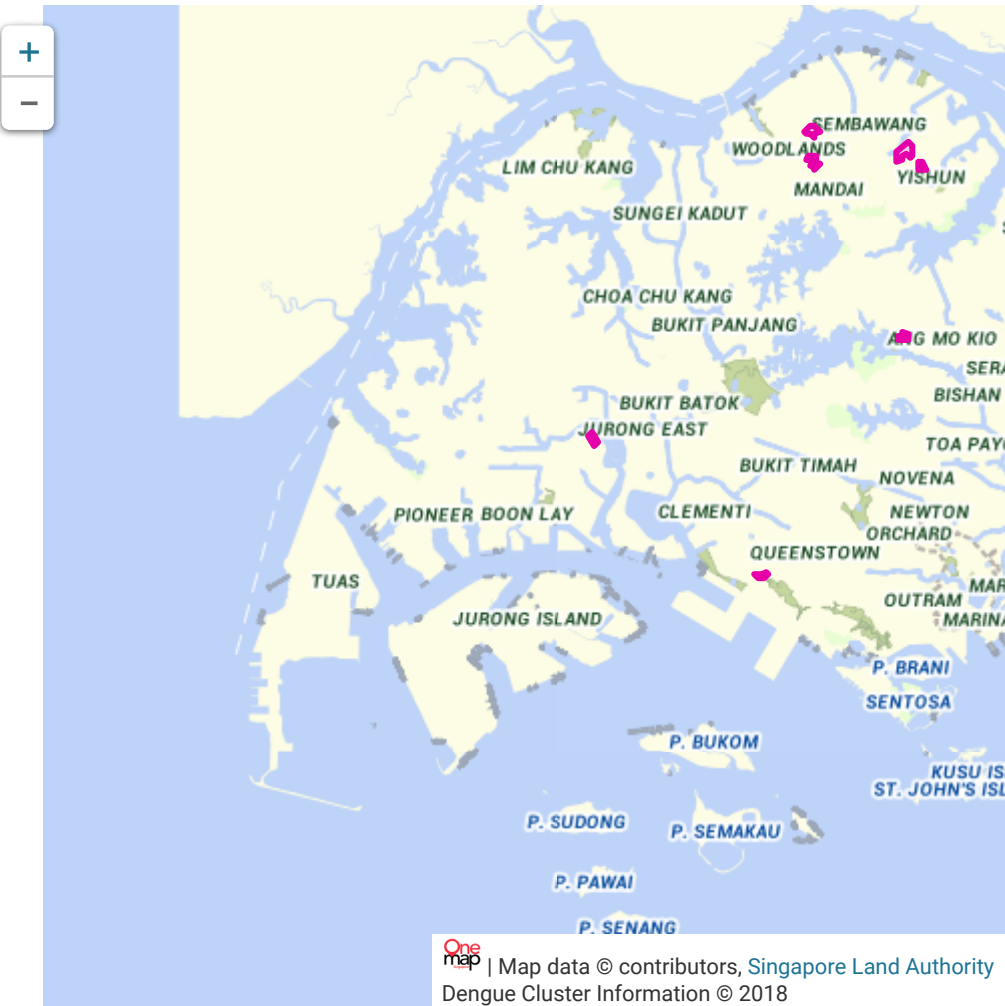 +
−
SEMBAWANG
WOODLANDS
LIM CHU KANG
YISHUN
MANDAI
SUNGEI KADUT
CHOA CHU KANG
BUKIT PANJANG
ANG MO KIO
SERA
BISHAN
BUKIT BATOK
JURONG EAST
TOA PAYO
BUKIT TIMAH
NOVENA
PIONEER BOON LAY
CLEMENTI
NEWTON
ORCHARD
QUEENSTOWN
TUAS
MAR
OUTRAM
JURONG ISLAND
MARINA
P. BRANI
SENTOSA
P. BUKOM
KUSU IS
ST. JOHN'S ISL
P. SUDONG
P. SEMAKAU
P. PAWAI
P. SENANG
One map | Map data © contributors, Singapore Land Authority
Dengue Cluster Information © 2018